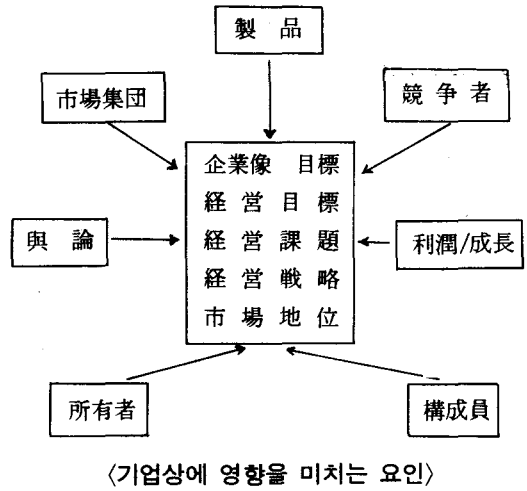 製 品
市場集団
競 争 者
企業像 目標
経 営 目 標
経 営 課 題
経 営 戦 略
市 場 地 位
輿 論
利潤/成長
所有者
構成員
〈기업상에 영향을 미치는 요인〉